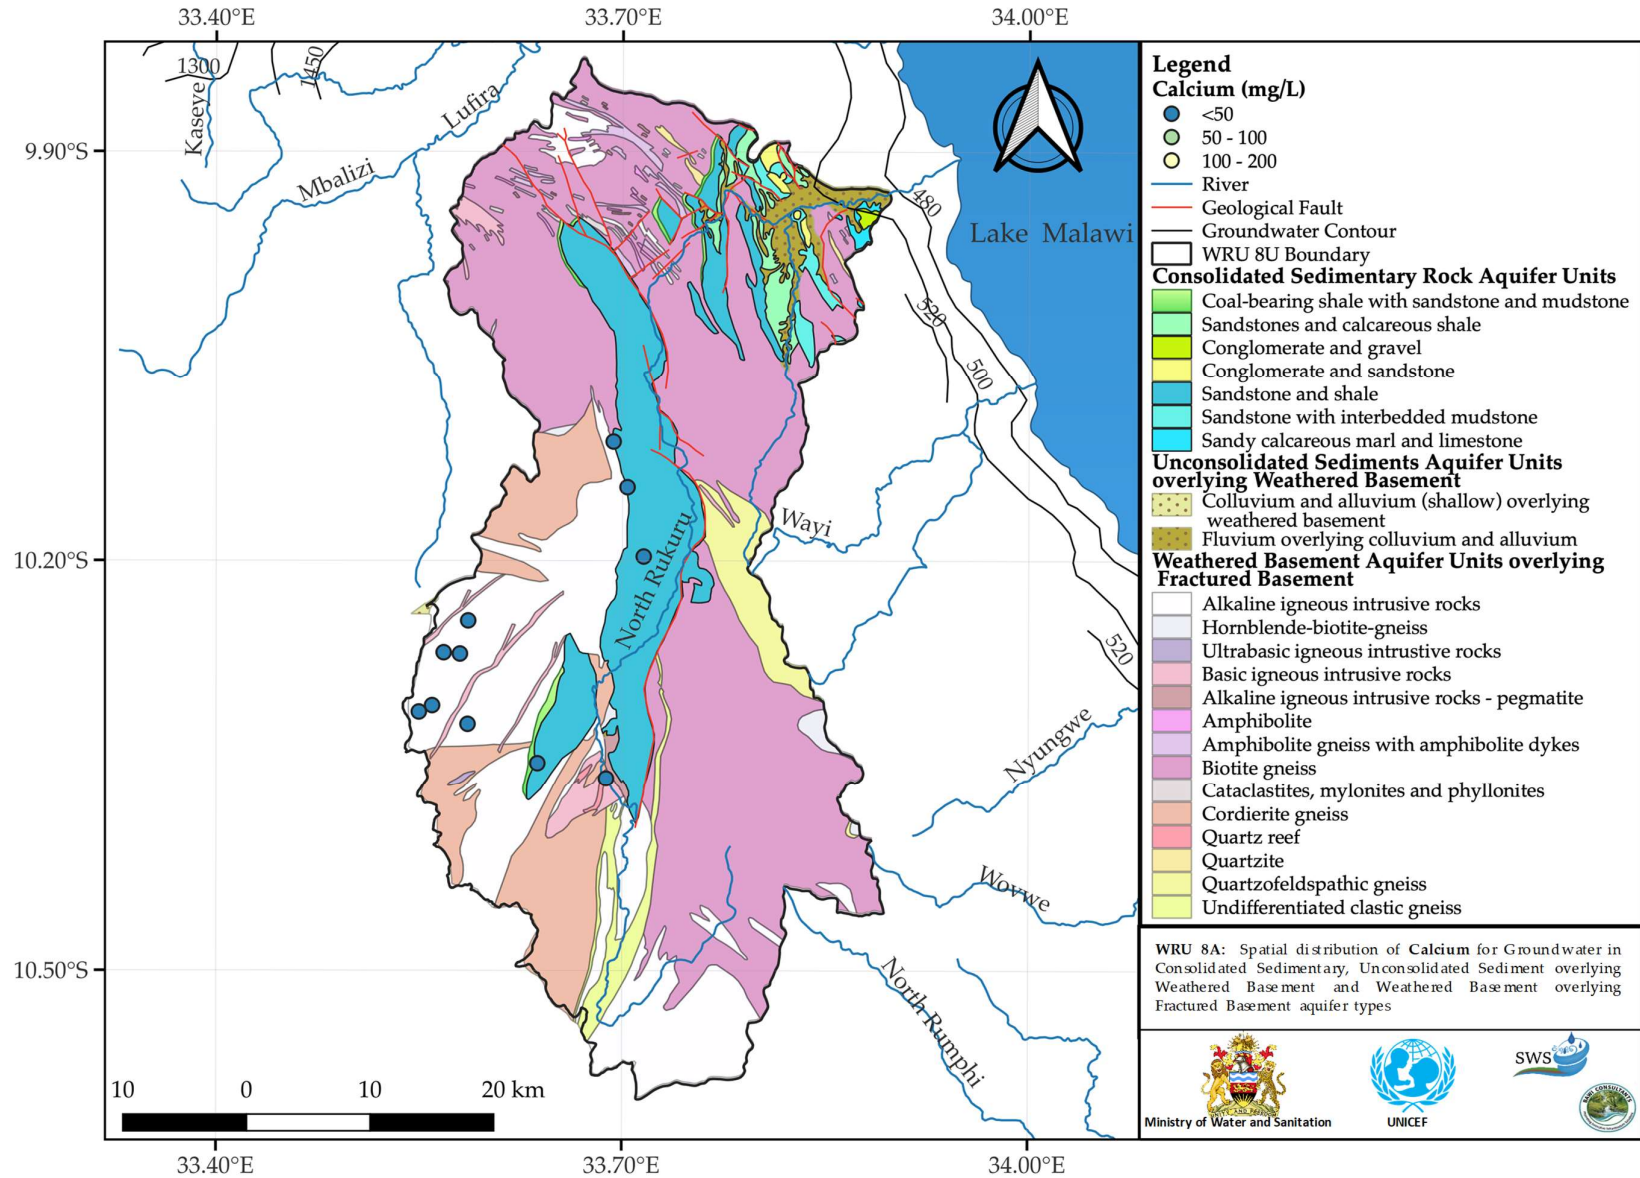 33.40°E
33.70°E
34.00°E
9.90°S
10.20°S
10.50°S
33.40°E
33.70°E
34.00°E
1300
1450
Kaseye
Lufira
Mbalizi
480
Lake Malawi
520
500
Wayi
North Rukuru
520
Nyungwe
Wovwe
North Rumphi
10 0 10 20 km
Legend
Calcium (mg/L)
<50
50 - 100
100 - 200
River
Geological Fault
Groundwater Contour
WRU 8U Boundary
Consolidated Sedimentary Rock Aquifer Units
Coal-bearing shale with sandstone and mudstone
Sandstones and calcareous shale
Conglomerate and gravel
Conglomerate and sandstone
Sandstone and shale
Sandstone with interbedded mudstone
Sandy calcareous marl and limestone
Unconsolidated Sediments Aquifer Units
overlying Weathered Basement
Colluvium and alluvium (shallow) overlying
weathered basement
Fluvium overlying colluvium and alluvium
Weathered Basement Aquifer Units overlying
Fractured Basement
Alkaline igneous intrusive rocks
Hornblende-biotite-gneiss
Ultrabasic igneous intrustive rocks
Basic igneous intrusive rocks
Alkaline igneous intrusive rocks - pegmatite
Amphibolite
Amphibolite gneiss with amphibolite dykes
Biotite gneiss
Cataclastites, mylonites and phyllonites
Cordierite gneiss
Quartz reef
Quartzite
Quartzofeldspathic gneiss
Undifferentiated clastic gneiss
WRU 8A: Spatial distribution of Calcium for Groundwater in
Consolidated Sedimentary, Unconsolidated Sediment overlying
Weathered Basement and Weathered Basement overlying
Fractured Basement aquifer types
Ministry of Water and Sanitation
UNICEF
SWS